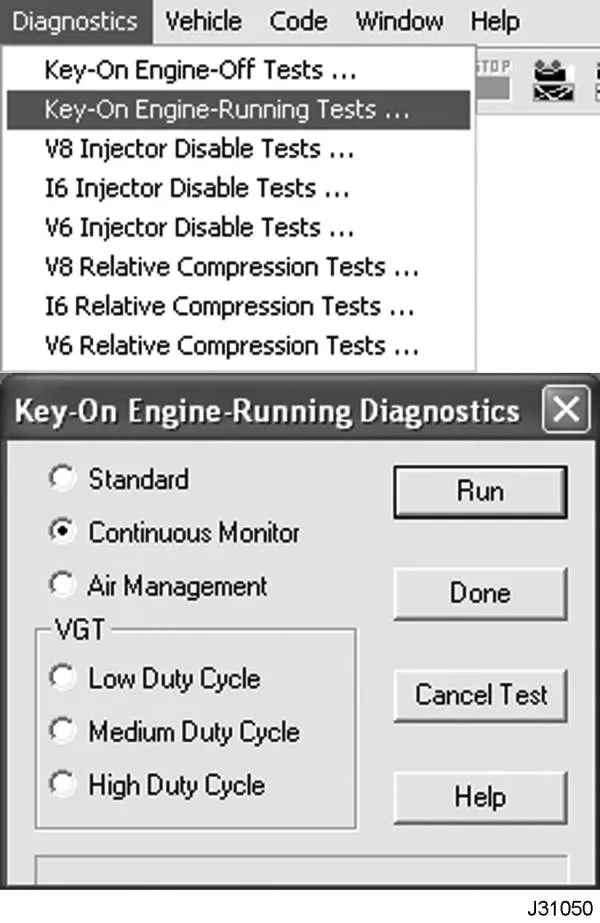 Diagnostics Vehicle Code Window Help
Key-On Engine-Off Tests ...
STOP
Key-On Engine-Running Tests ...
V8 Injector Disable Tests ...
I6 Injector Disable Tests ...
V6 Injector Disable Tests ...
V8 Relative Compression Tests ...
I6 Relative Compression Tests ...
V6 Relative Compression Tests ...
Key-On Engine-Running Diagnostics
Standard
Run
Continuous Monitor
Air Management
Done
VGT
Low Duty Cycle
Cancel Test
Medium Duty Cycle
High Duty Cycle
Help
J31050